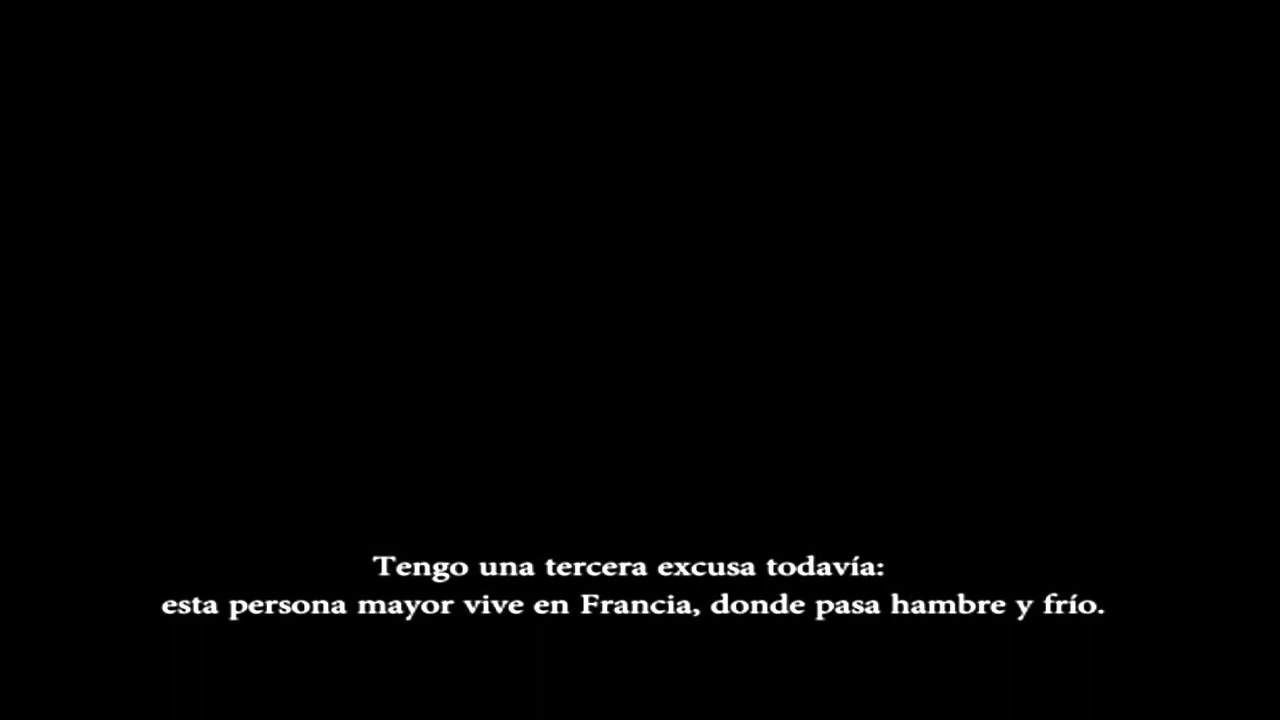 Tengo una tercera excusa todavía:
esta persona mayor vive en Francia, donde pasa hambre y frío.